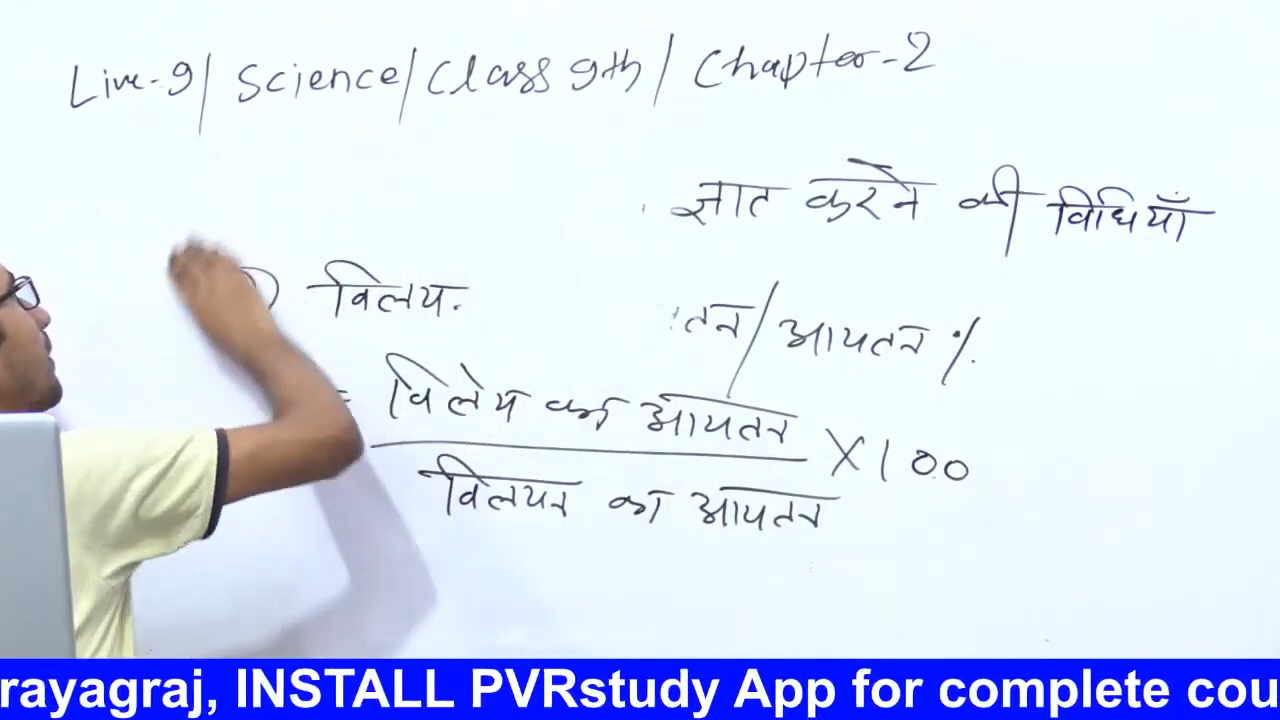 Live-9/Science/Class 9th/Chapter-2
ज्ञात करने की विधियाँ
विलय
तन/आयतन %
= विलेय का आयतन
विलयन का आयतन
X100
rayagraj, INSTALL PVRstudy App for complete cou